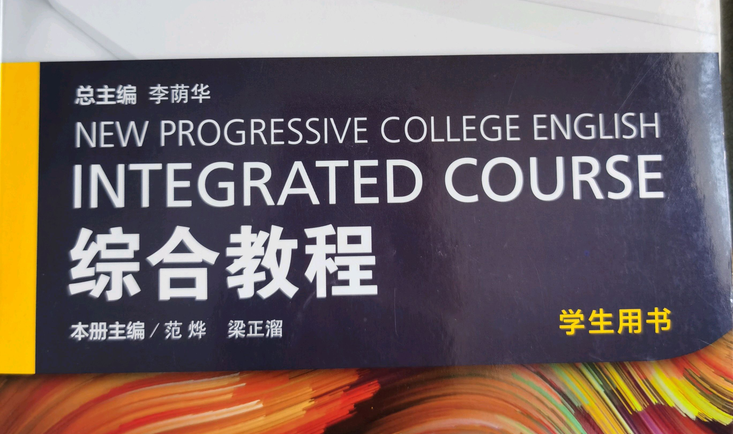 总主编 李荫华
NEW PROGRESSIVE COLLEGE ENGLISH
INTEGRATED COURSE
综合教程
本册主编/范 烨 梁正溜
学生用书